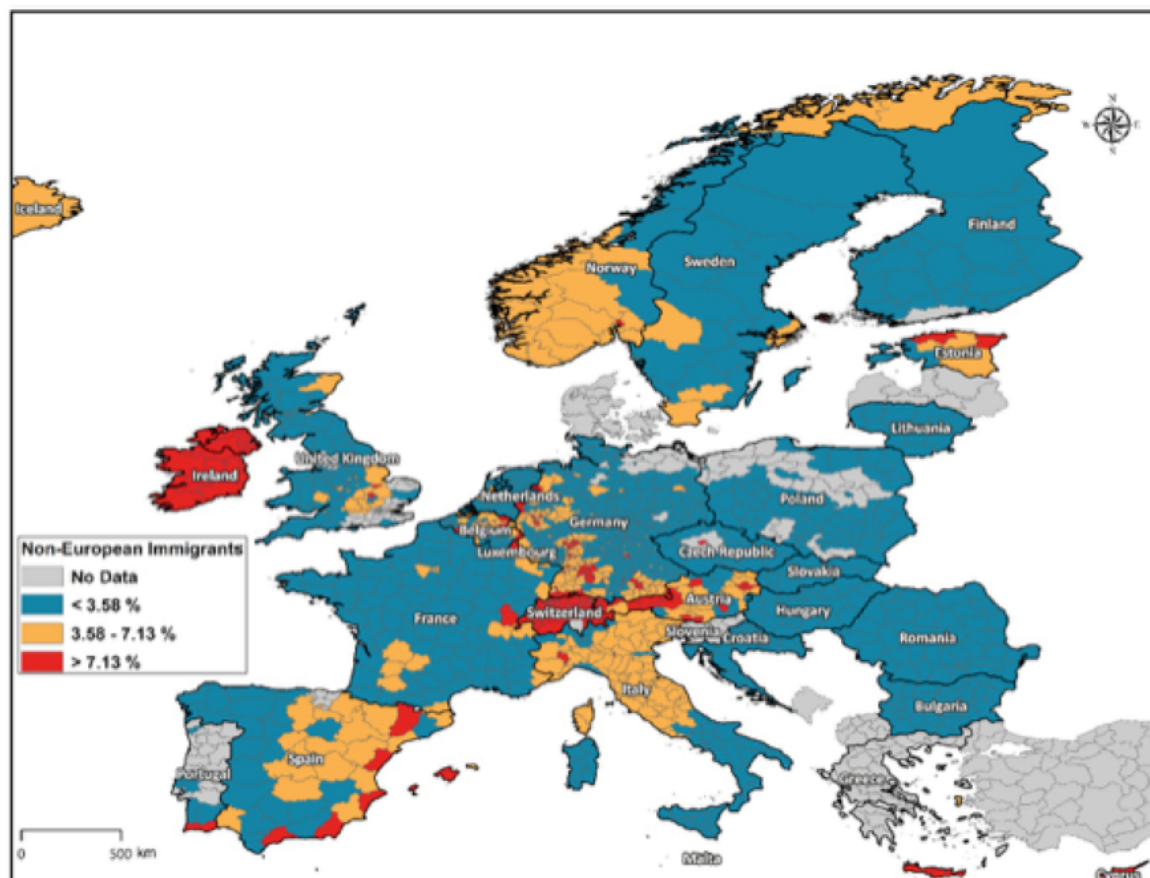 N
W E
S
Iceland
Finland
Norway
Sweden
Estonia
Lithuania
Ireland
United Kingdom
Netherlands
Poland
Belgium
Germany
Luxembourg
Czech Republic
Slovakia
Non-European Immigrants
No Data
< 3.58 %
3.58 - 7.13 %
> 7.13 %
France
Switzerland
Austria
Hungary
Slovenia
Croatia
Romania
Italy
Bulgaria
Spain
Portugal
Greece
0 500 km
Malta
Cyprus